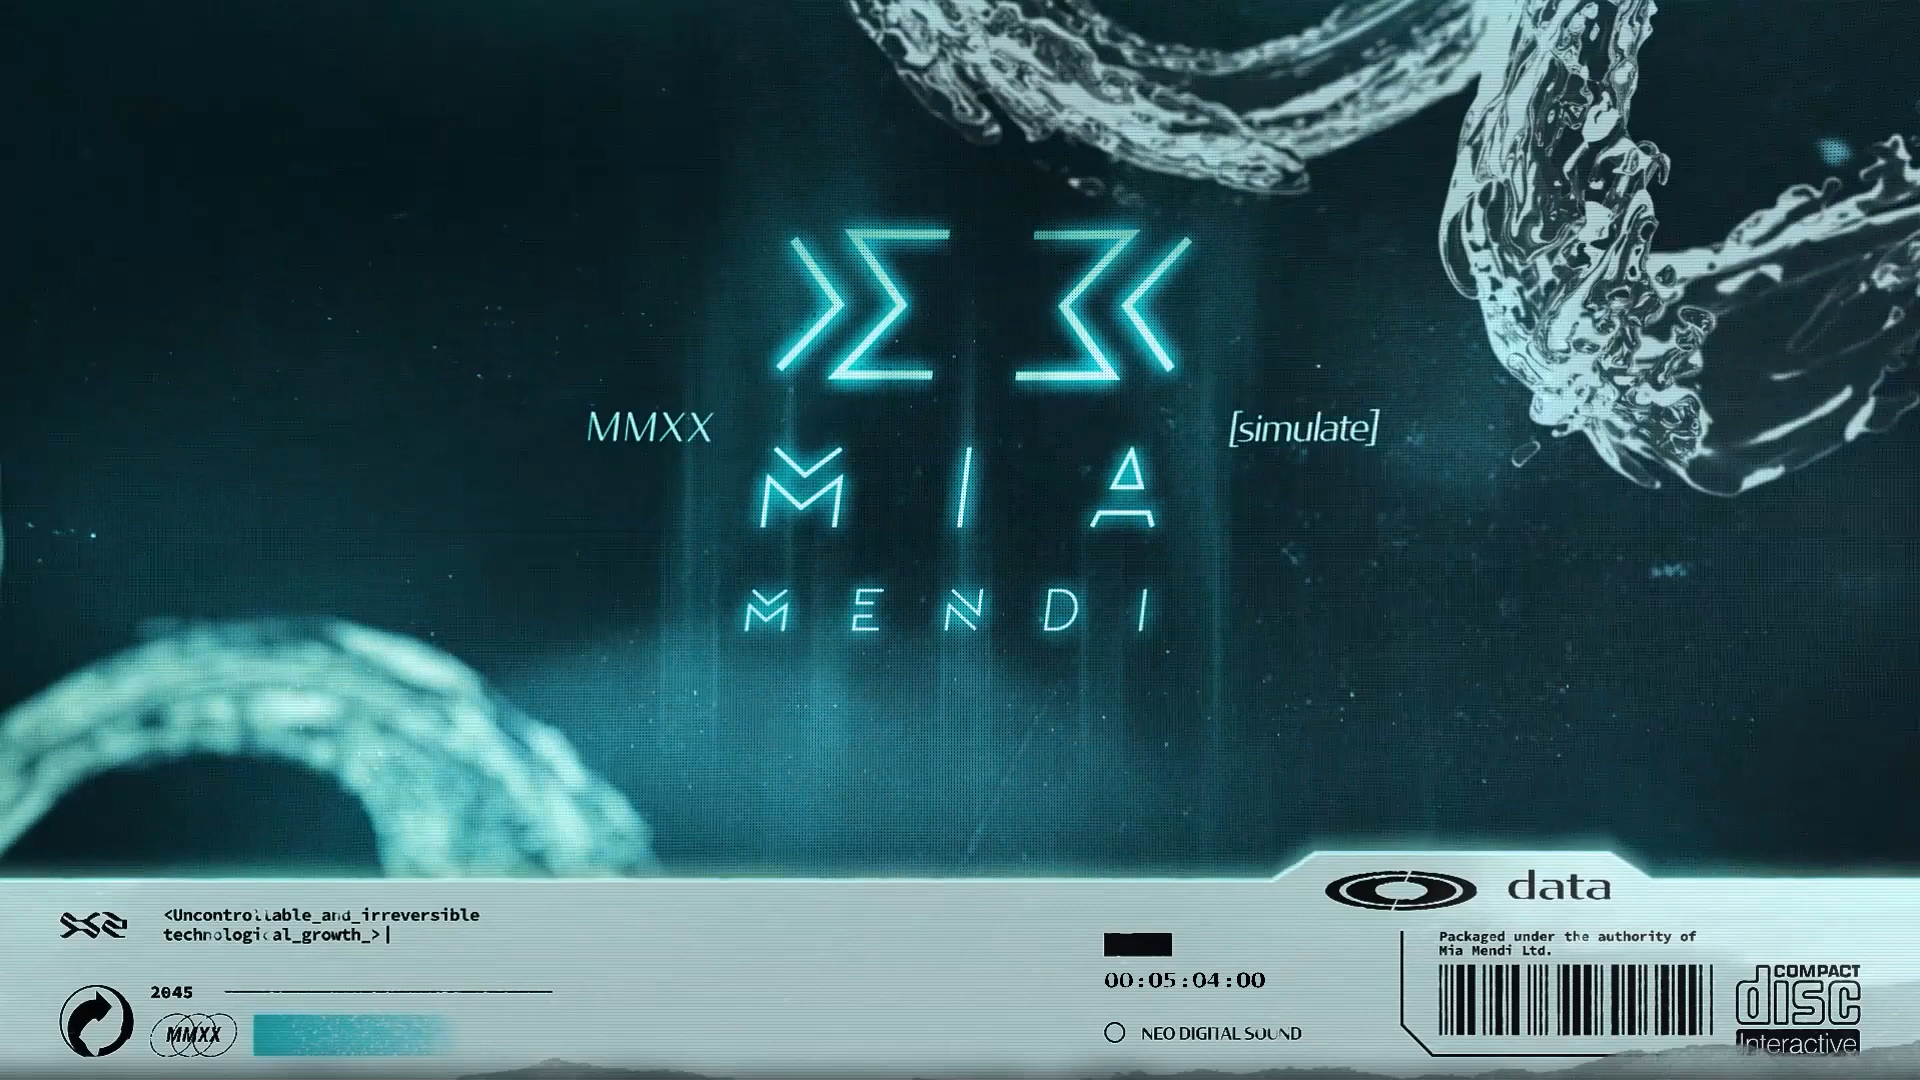 MMXX
[simulate]
MIA
MENDI
data
<Uncontrollable_and_irreversible
technological_growth_>|
Packaged under the authority of
Mia Mendi Ltd.
00:05:04:00
2045
MMXX
NEO DIGITAL SOUND
COMPACT
disc
Interactive